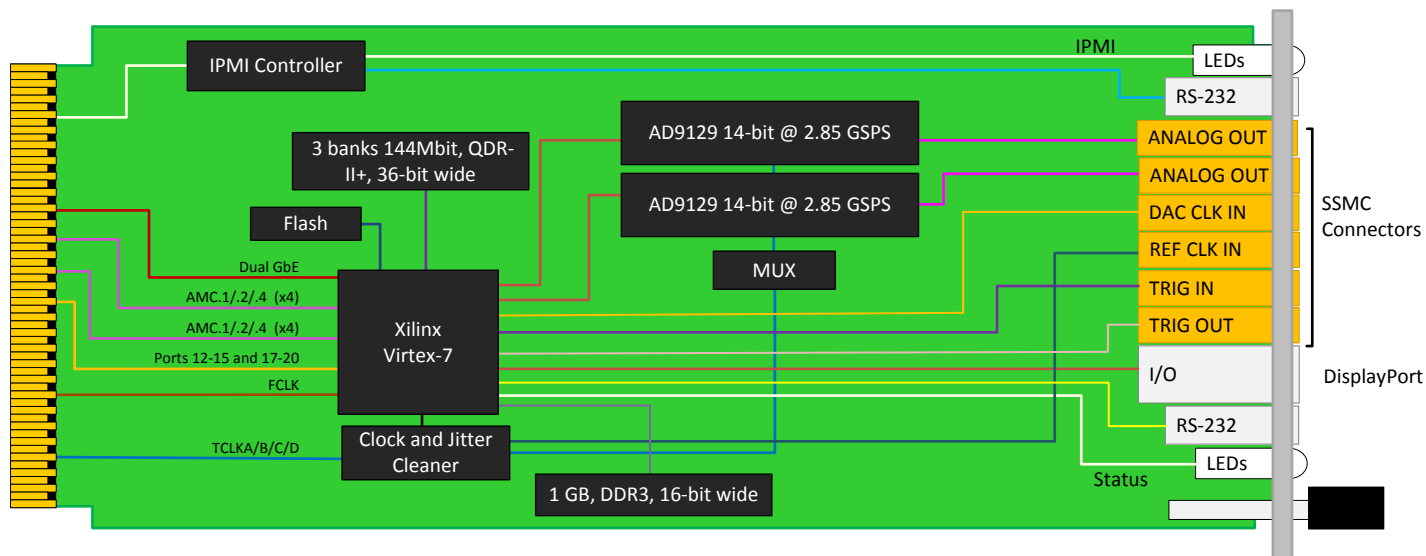 IPMI
LEDs
IPMI Controller
RS-232
AD9129 14-bit @ 2.85 GSPS
ANALOG OUT
3 banks 144Mbit, QDR-
II+, 36-bit wide
ANALOG OUT
AD9129 14-bit @ 2.85 GSPS
SSMC
Connectors
DAC CLK IN
Flash
REF CLK IN
Dual GbE
MUX
AMC.1/.2/.4 (x4)
TRIG IN
Xilinx
Virtex-7
AMC.1/.2/.4 (x4)
TRIG OUT
Ports 12-15 and 17-20
I/O
DisplayPort
FCLK
RS-232
TCLKA/B/C/D
Clock and Jitter
Cleaner
LEDs
Status
1 GB, DDR3, 16-bit wide